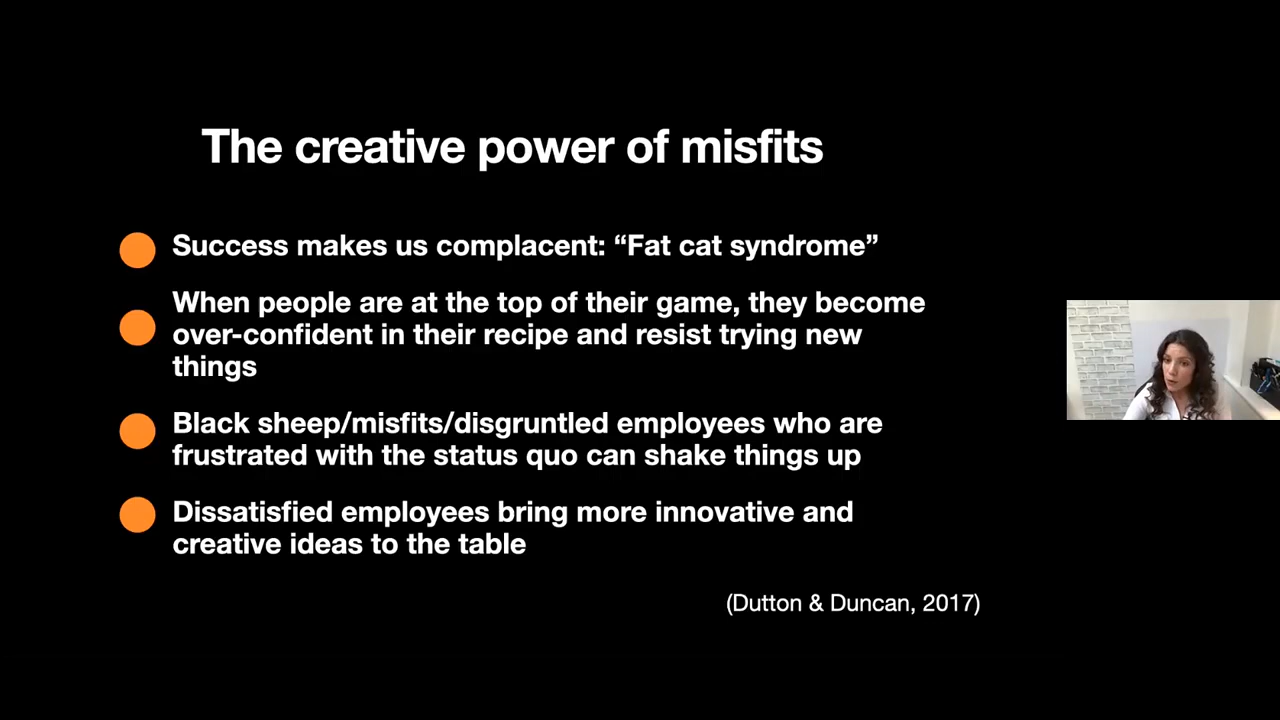 The creative power of misfits
Success makes us complacent: “Fat cat syndrome”
When people are at the top of their game, they become
over-confident in their recipe and resist trying new
things
Black sheep/misfits/disgruntled employees who are
frustrated with the status quo can shake things up
Dissatisfied employees bring more innovative and
creative ideas to the table
(Dutton & Duncan, 2017)